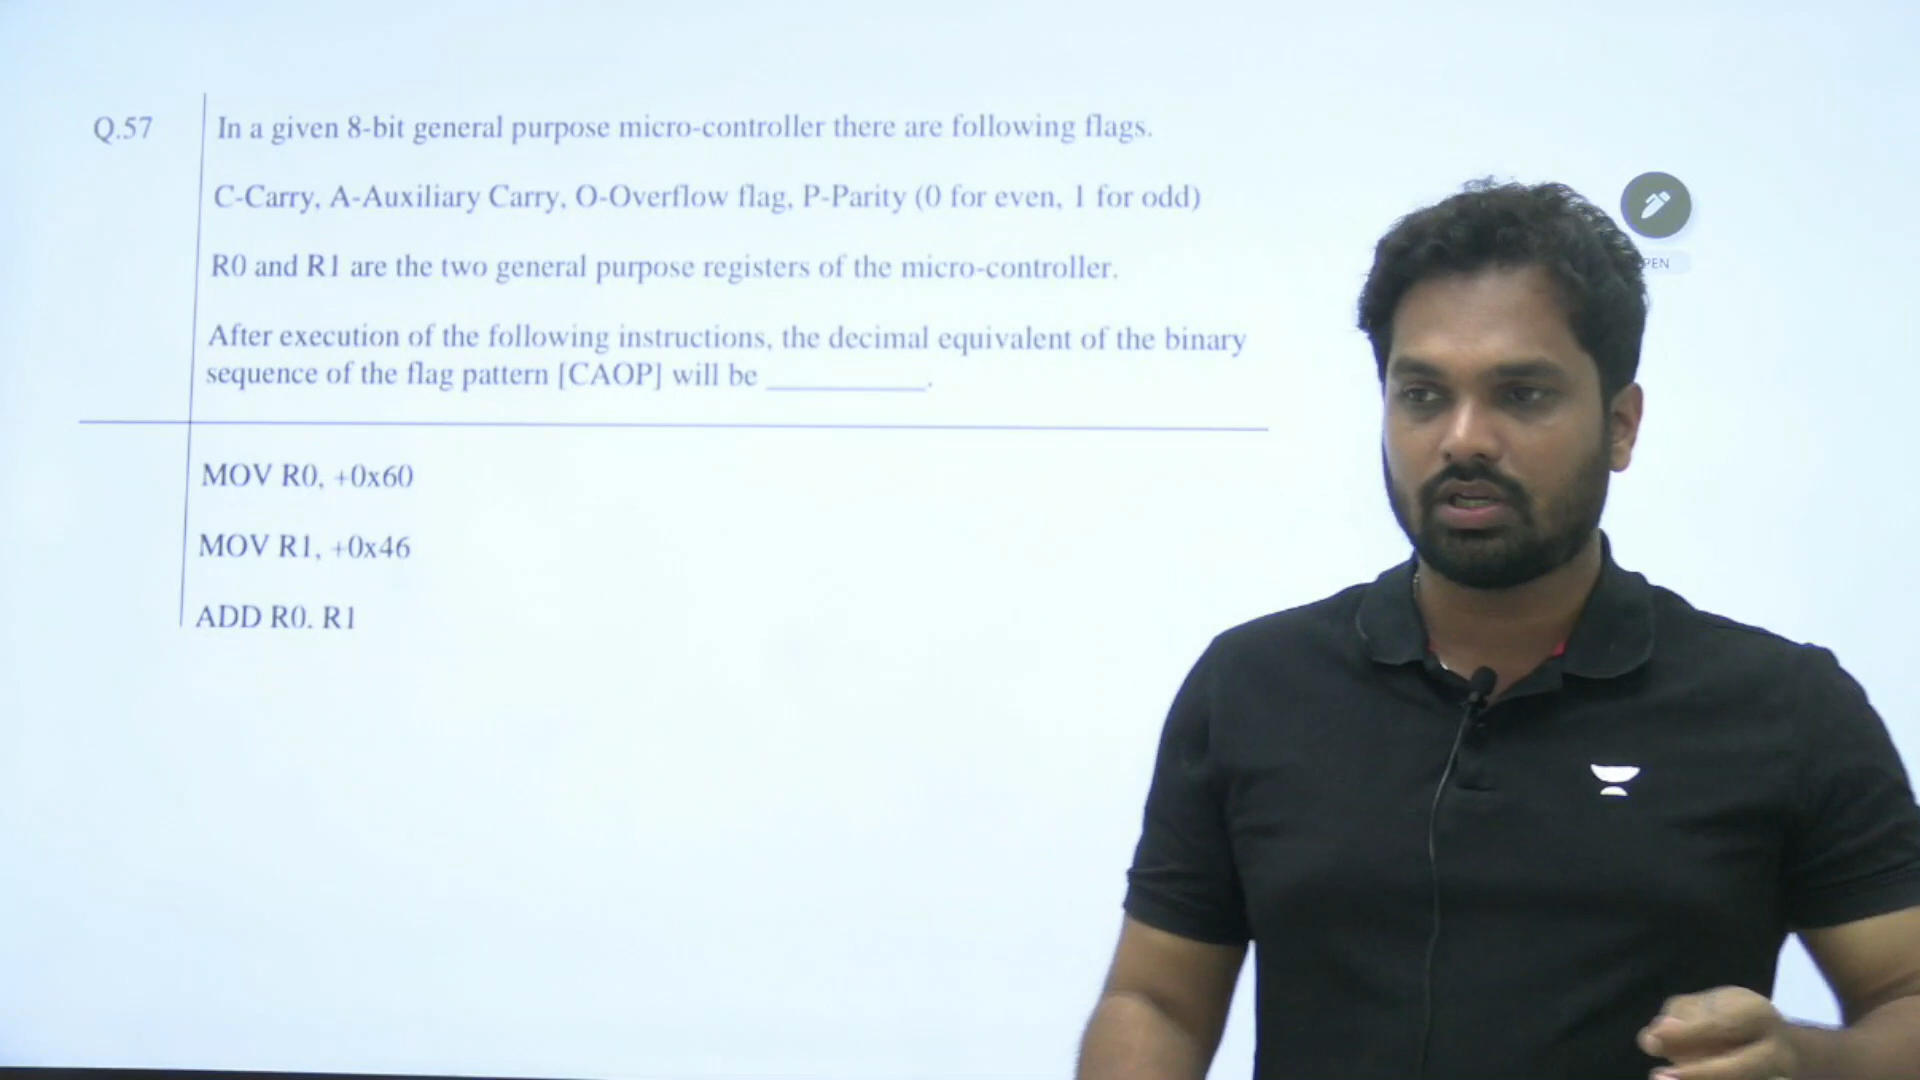 Q.57 In a given 8-bit general purpose micro-controller there are following flags.
C-Carry, A-Auxiliary Carry, O-Overflow flag, P-Parity (0 for even, 1 for odd)
R0 and R1 are the two general purpose registers of the micro-controller.
After execution of the following instructions, the decimal equivalent of the binary
sequence of the flag pattern [CAOP] will be __________.
MOV R0, +0x60
MOV R1, +0x46
ADD R0. R1
PEN